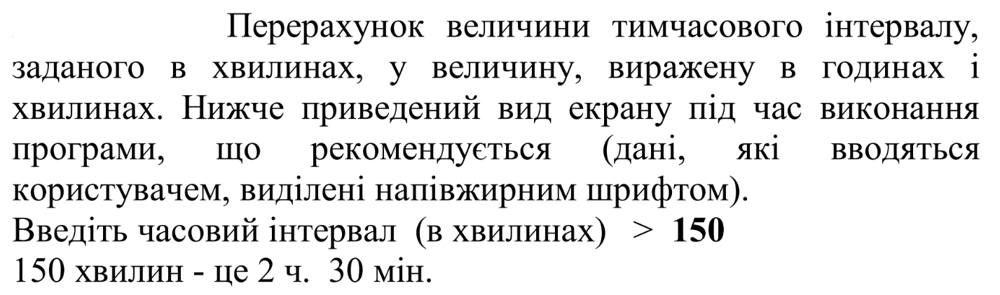 Перерахунок величини тимчасового інтервалу,
заданого в хвилинах, у величину, виражену в годинах і
хвилинах. Нижче приведений вид екрану під час виконання
програми, що рекомендується (дані, які вводяться
користувачем, виділені напівжирним шрифтом).
Введіть часовий інтервал (в хвилинах) > 150
150 хвилин - це 2 ч. 30 мін.